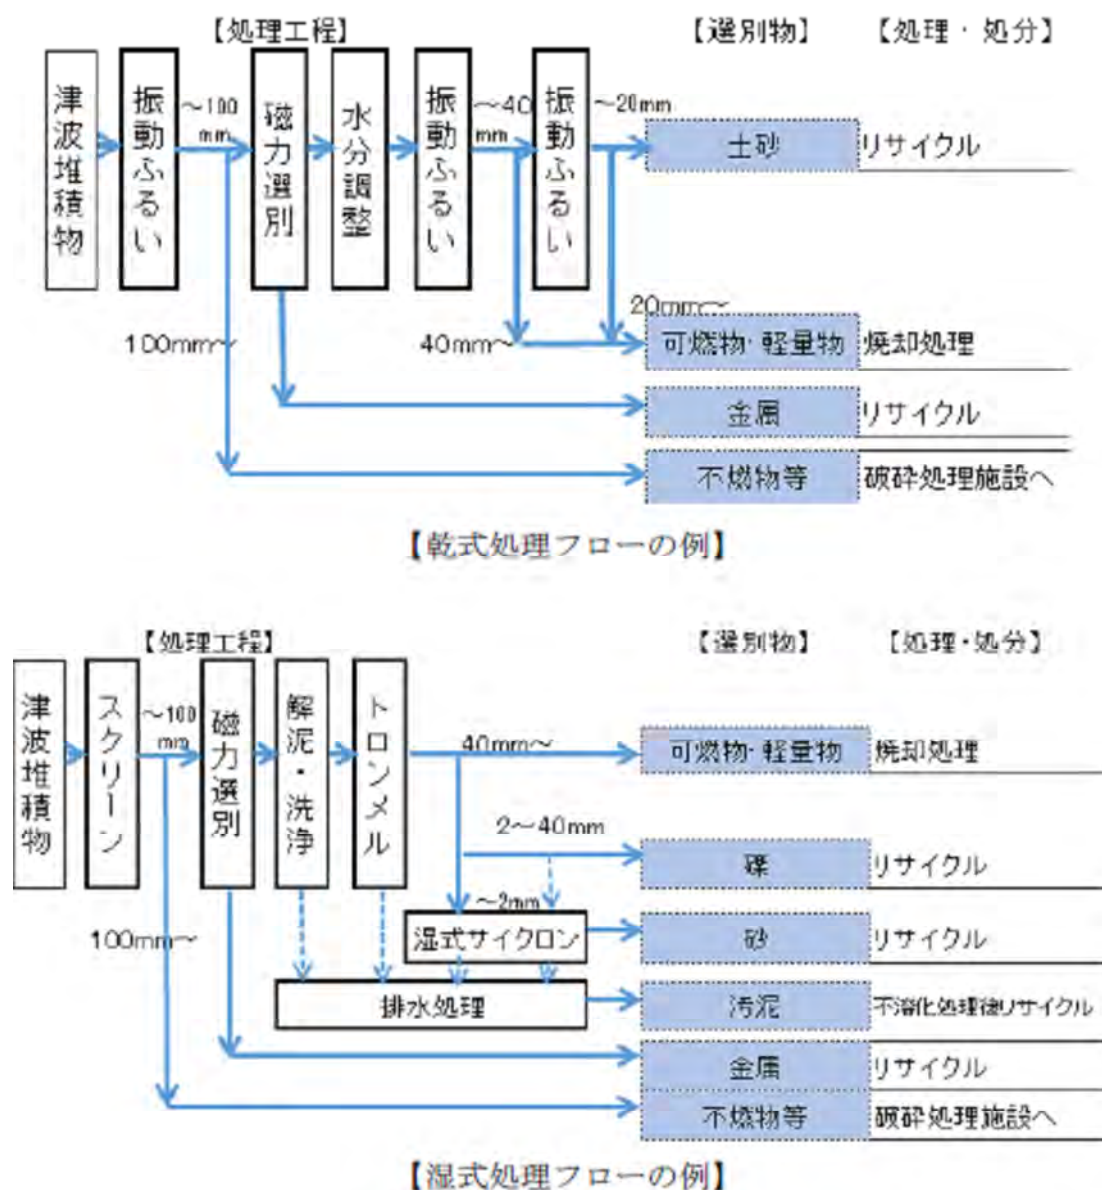 【処理工程】
【選別物】
【処理・処分】
津波堆積物
振動ふるい
~100
mm
磁力選別
水分調整
振動ふるい
~40
mm
振動ふるい
~20mm
土砂
リサイクル
100mm~
40mm~
20mm~
可燃物・軽量物
焼却処理
金属
リサイクル
不燃物等
破砕処理施設へ
【乾式処理フローの例】
【処理工程】
【選別物】
【処理・処分】
津波堆積物
スクリーン
~100
mm
磁力選別
解泥・洗浄
トロンメル
40mm~
可燃物・軽量物
焼却処理
2~40mm
礫
リサイクル
~2mm
湿式サイクロン
砂
リサイクル
100mm~
排水処理
汚泥
不溶化処理後リサイクル
金属
リサイクル
不燃物等
破砕処理施設へ
【湿式処理フローの例】